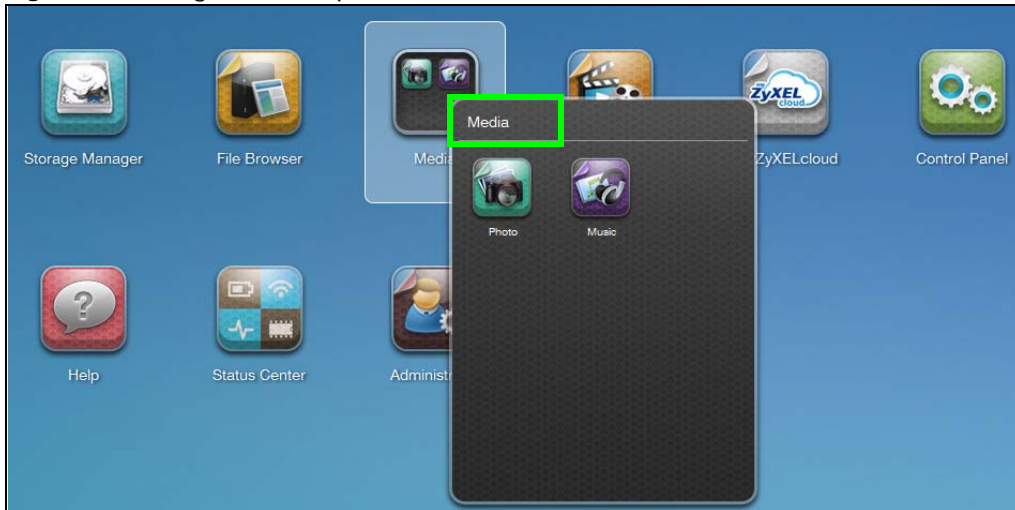 Media
ZyXEL
cloud
Storage Manager
File Browser
Media
ZyXELcloud
Control Panel
Photo
Music
?
Help
Status Center